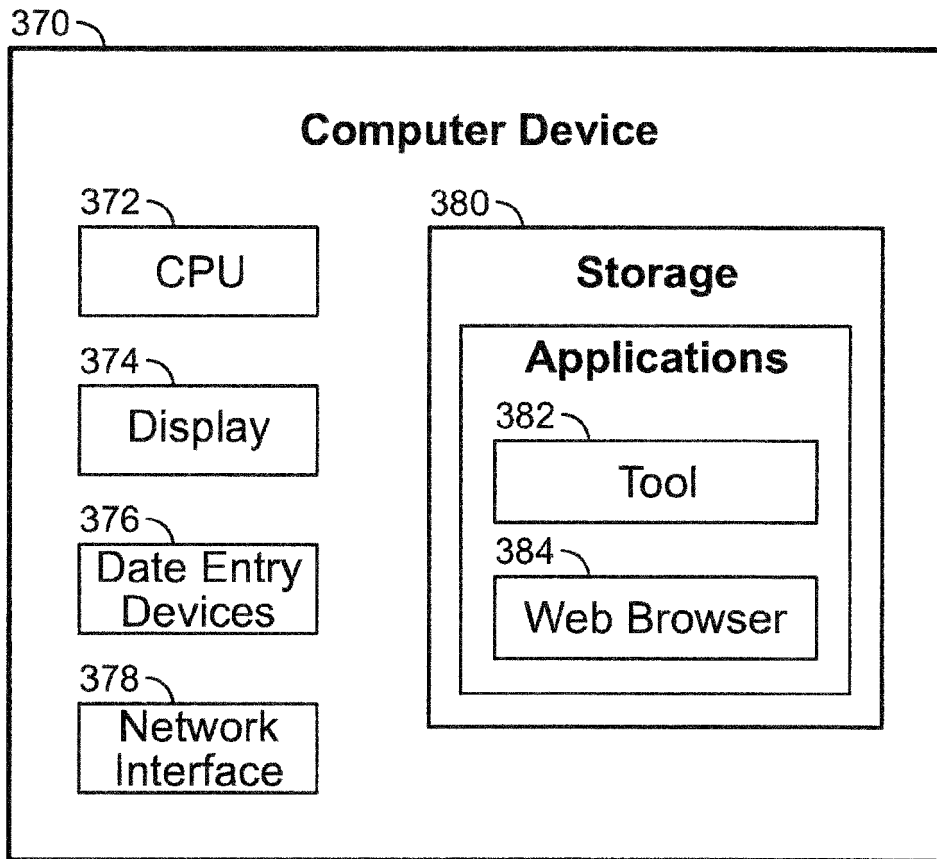 370
Computer Device
372
CPU
374
Display
376
Date Entry
Devices
378
Network
Interface
380
Storage
Applications
382
Tool
384
Web Browser